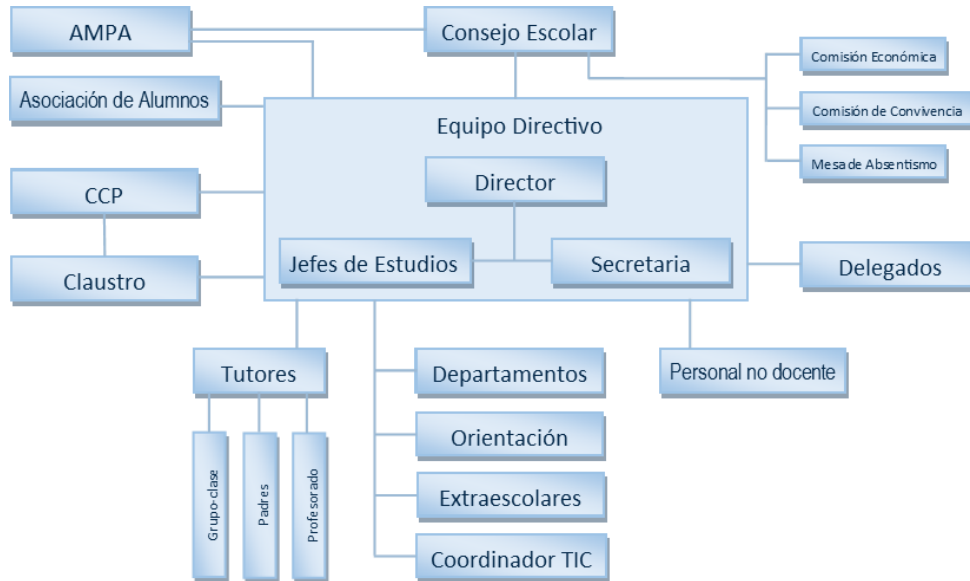 AMPA
Consejo Escolar
Comisión Económica
Asociación de Alumnos
Comisión de Convivencia
Equipo Directivo
Mesa de Absentismo
CCP
Director
Claustro
Jefes de Estudios
Secretaria
Delegados
Tutores
Departamentos
Personal no docente
Grupo-clase
Padres
Profesorado
Orientación
Extraescolares
Coordinador TIC